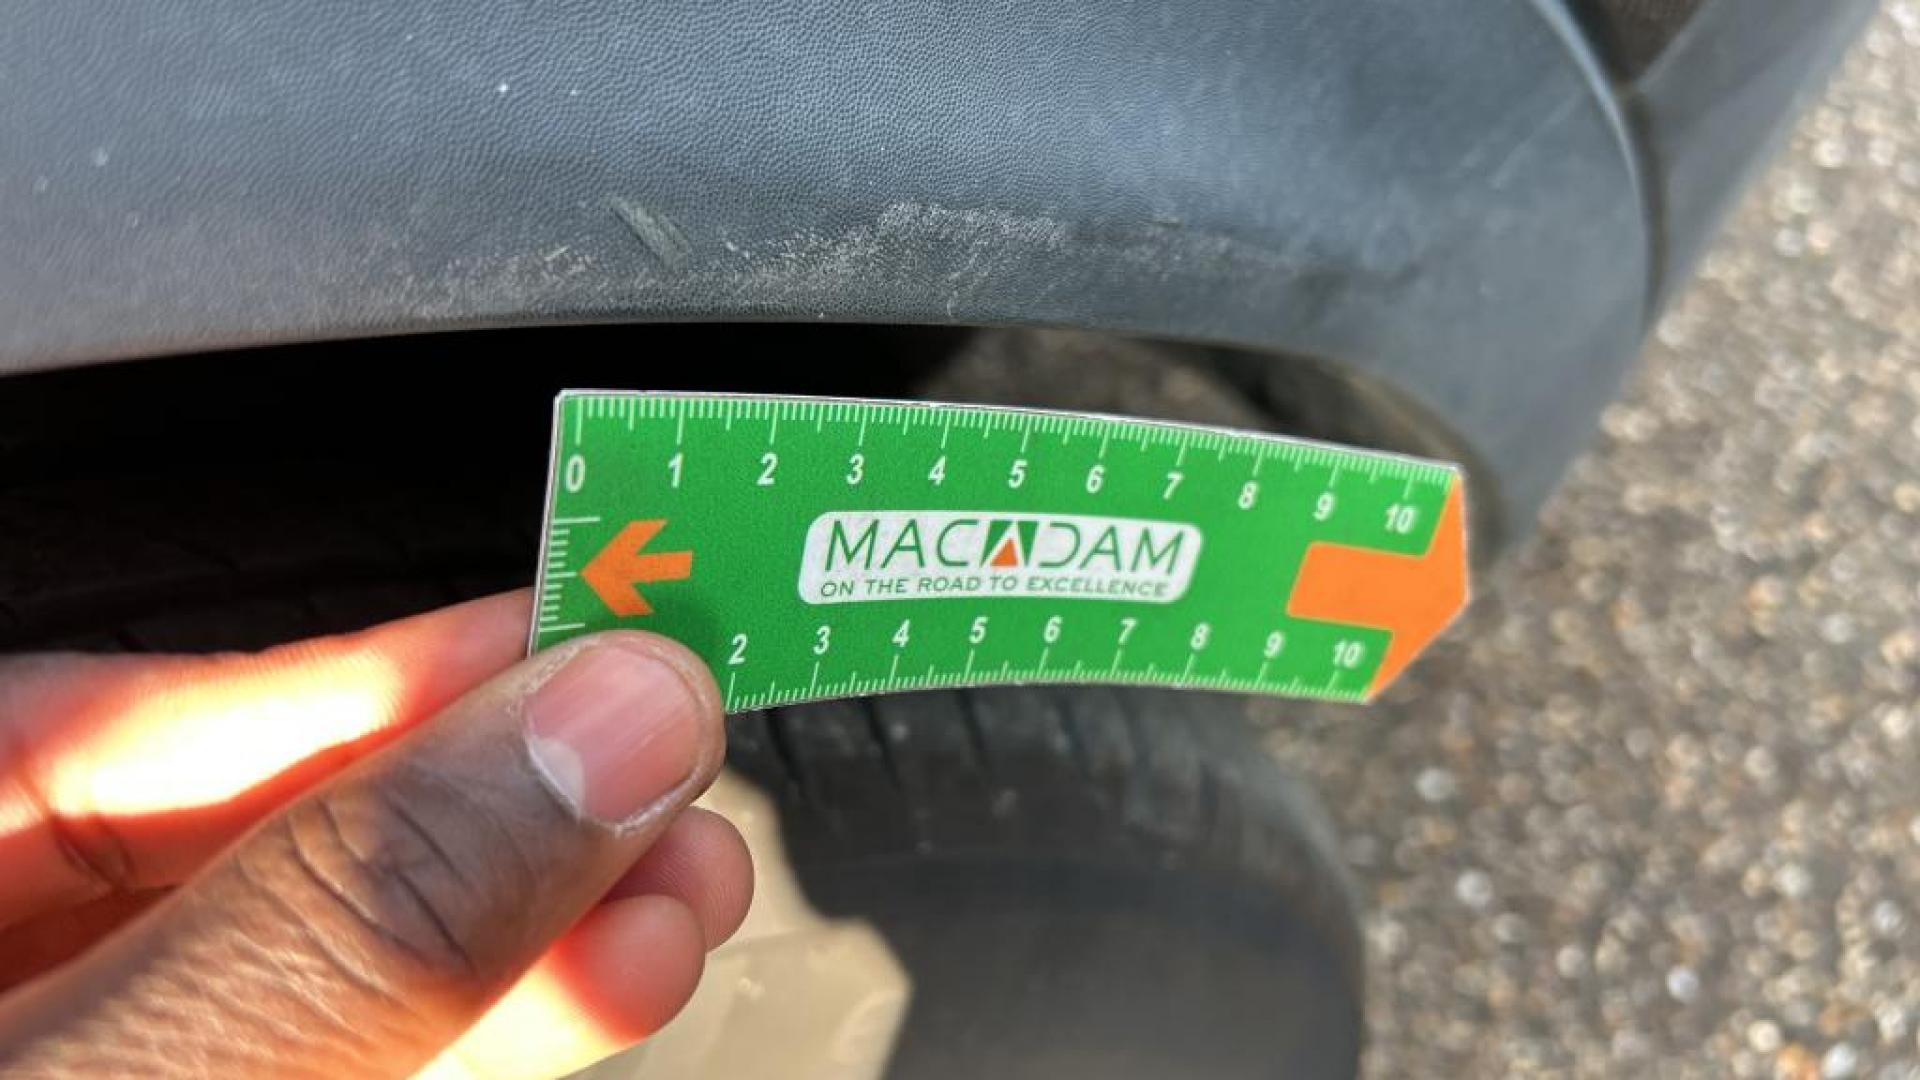 0 1 2 3 4 5 6 7 8 9 10
MACADAM
ON THE ROAD TO EXCELLENCE
2 3 4 5 6 7 8 9 10